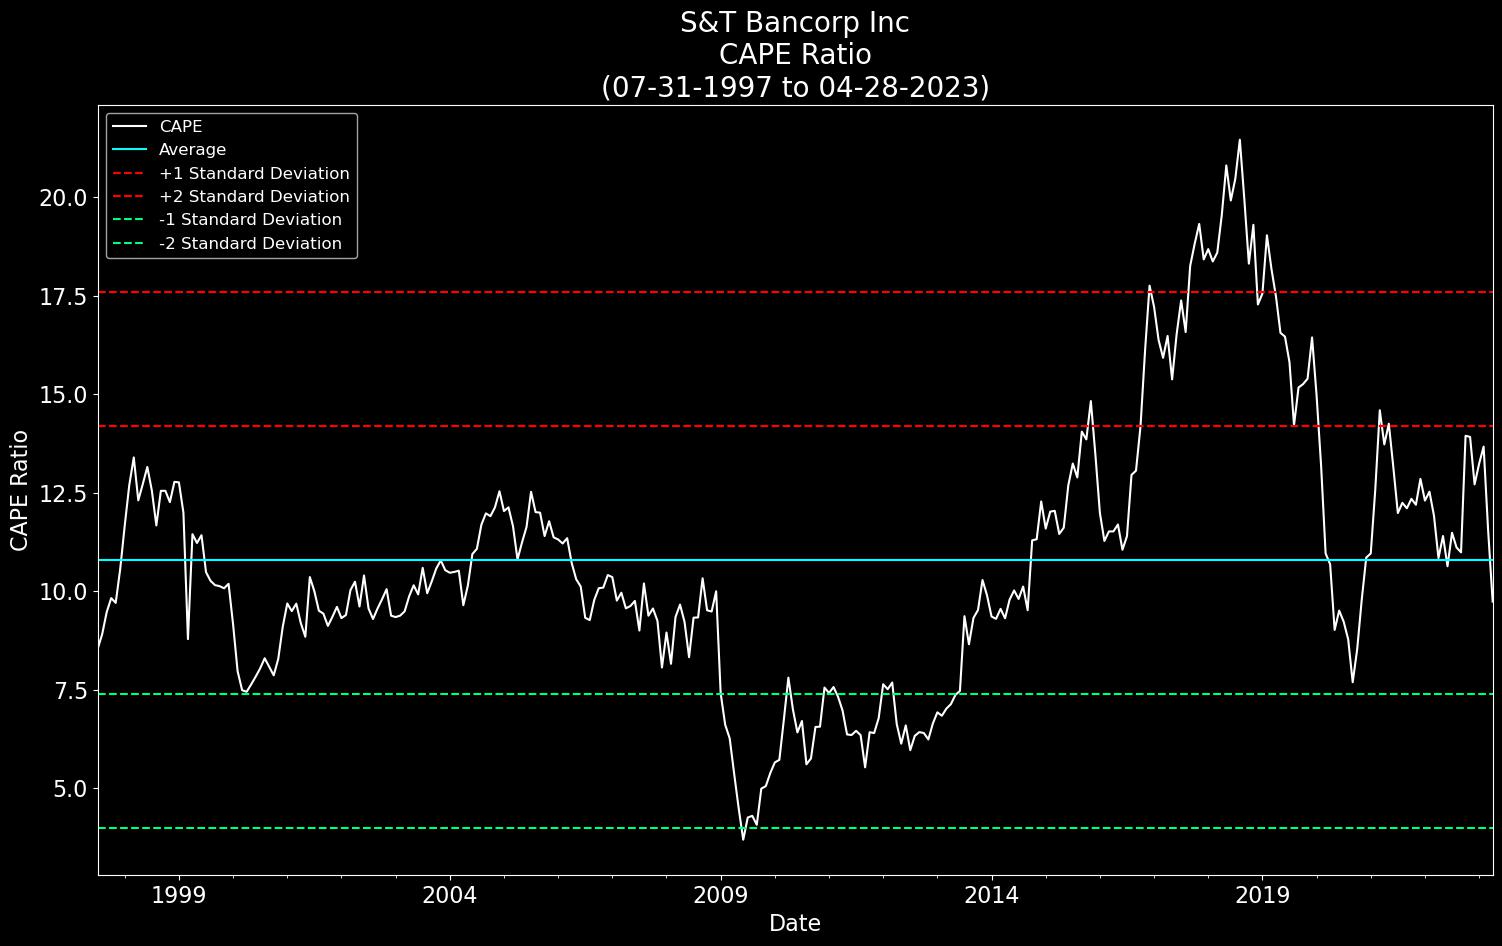 S&T Bancorp Inc
CAPE Ratio
(07-31-1997 to 04-28-2023)
CAPE
Average
+1 Standard Deviation
+2 Standard Deviation
-1 Standard Deviation
-2 Standard Deviation
20.0
17.5
15.0
12.5
10.0
7.5
5.0
CAPE Ratio
1999 2004 2009 2014 2019
Date